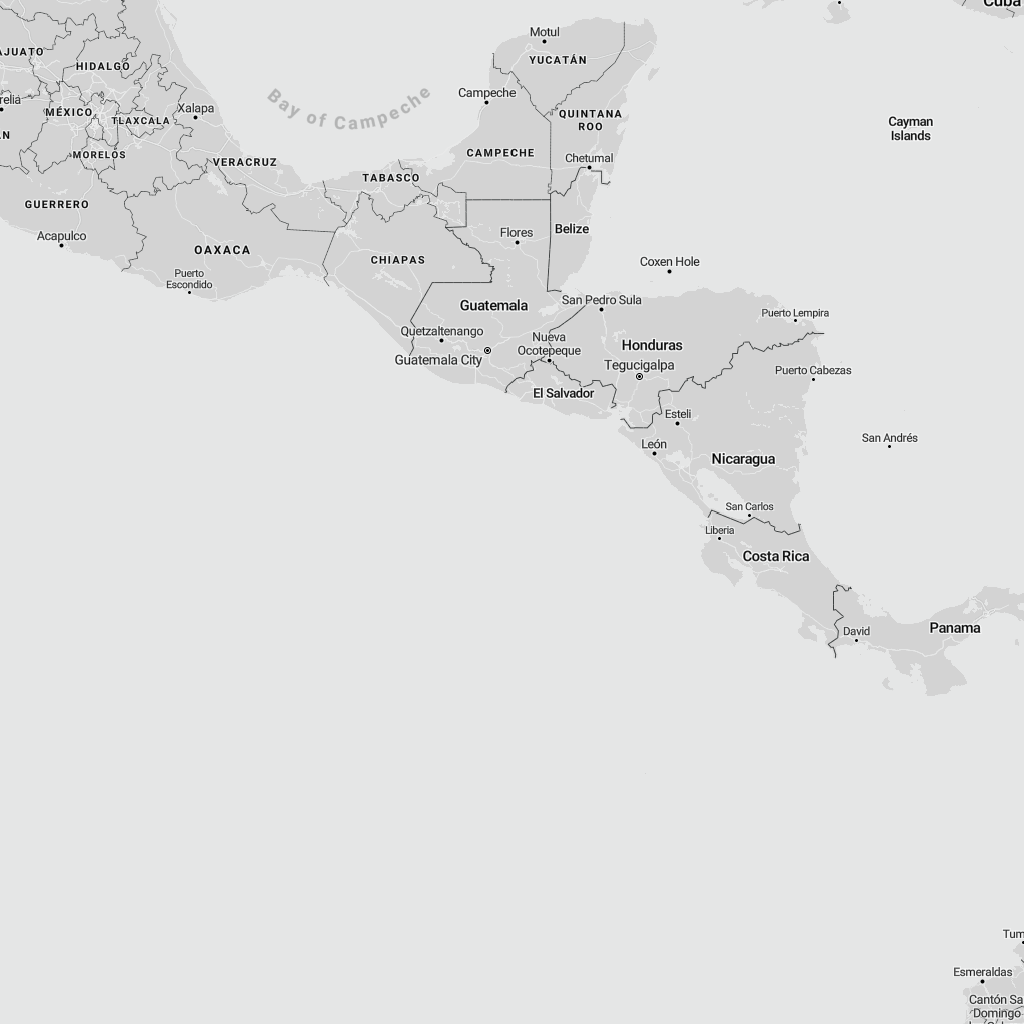 Cuba
Motul
AJUATO
YUCATÁN
HIDALGO
Campeche
relia
Bay of Campeche
Xalapa
MÉXICO
TLAXCALA
QUINTANA
ROO
Cayman
Islands
AN
MORELOS
CAMPECHE
Chetumal
VERACRUZ
TABASCO
GUERRERO
Acapulco
Flores
Belize
OAXACA
CHIAPAS
Coxen Hole
Puerto
Escondido
Guatemala
San Pedro Sula
Puerto Lempira
Quetzaltenango
Nueva
Ocotepeque
Honduras
Guatemala City
Tegucigalpa
Puerto Cabezas
El Salvador
Esteli
León
San Andrés
Nicaragua
San Carlos
Liberia
Costa Rica
David
Panama
Tum
Esmeraldas
Cantón Sa
Domingo